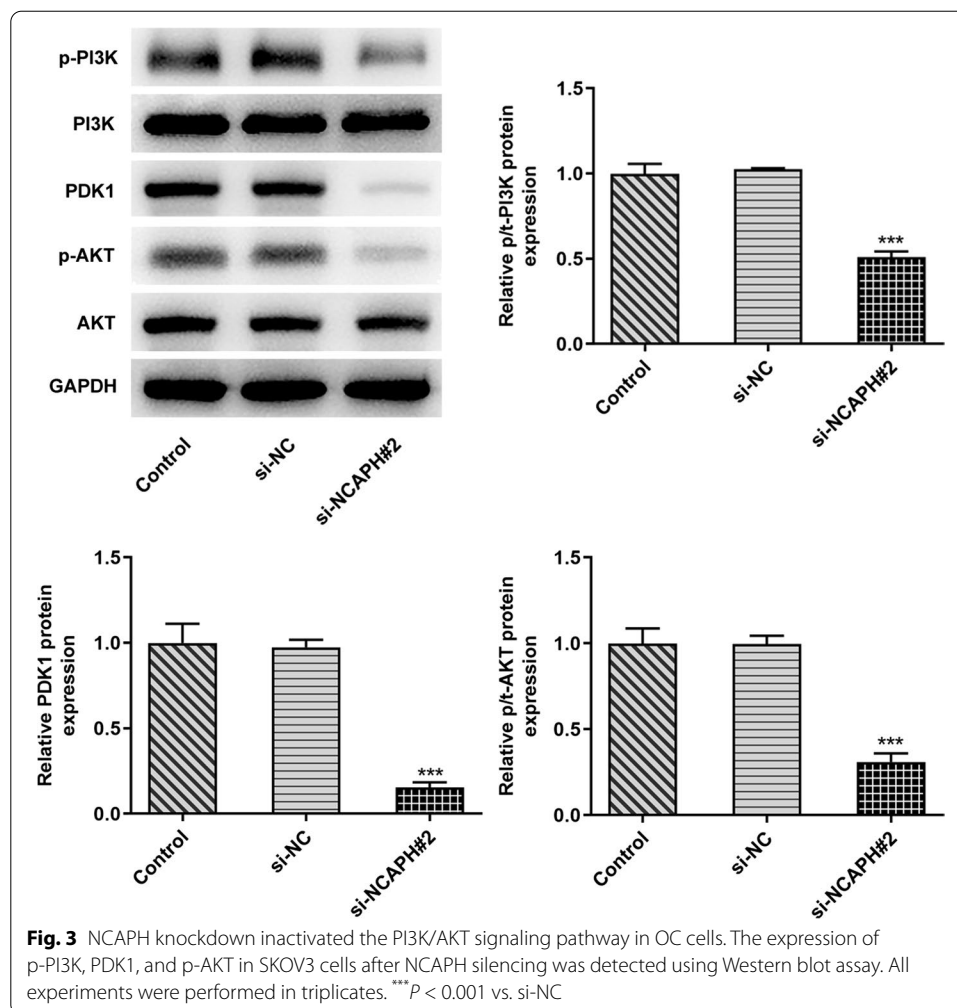 p-PI3K
PI3K
PDK1
p-AKT
AKT
GAPDH
Control
si-NC
si-NCAPH#2
Relative p/t-PI3K protein
expression
1.5
1.0
0.5
0.0
***
Control
si-NC
si-NCAPH#2
Relative PDK1 protein
expression
1.5
1.0
0.5
0.0
***
Control
si-NC
si-NCAPH#2
Relative p/t-AKT protein
expression
1.5
1.0
0.5
0.0
***
Control
si-NC
si-NCAPH#2
Fig. 3 NCAPH knockdown inactivated the PI3K/AKT signaling pathway in OC cells. The expression of
p-PI3K, PDK1, and p-AKT in SKOV3 cells after NCAPH silencing was detected using Western blot assay. All
experiments were performed in triplicates. ***P < 0.001 vs. si-NC